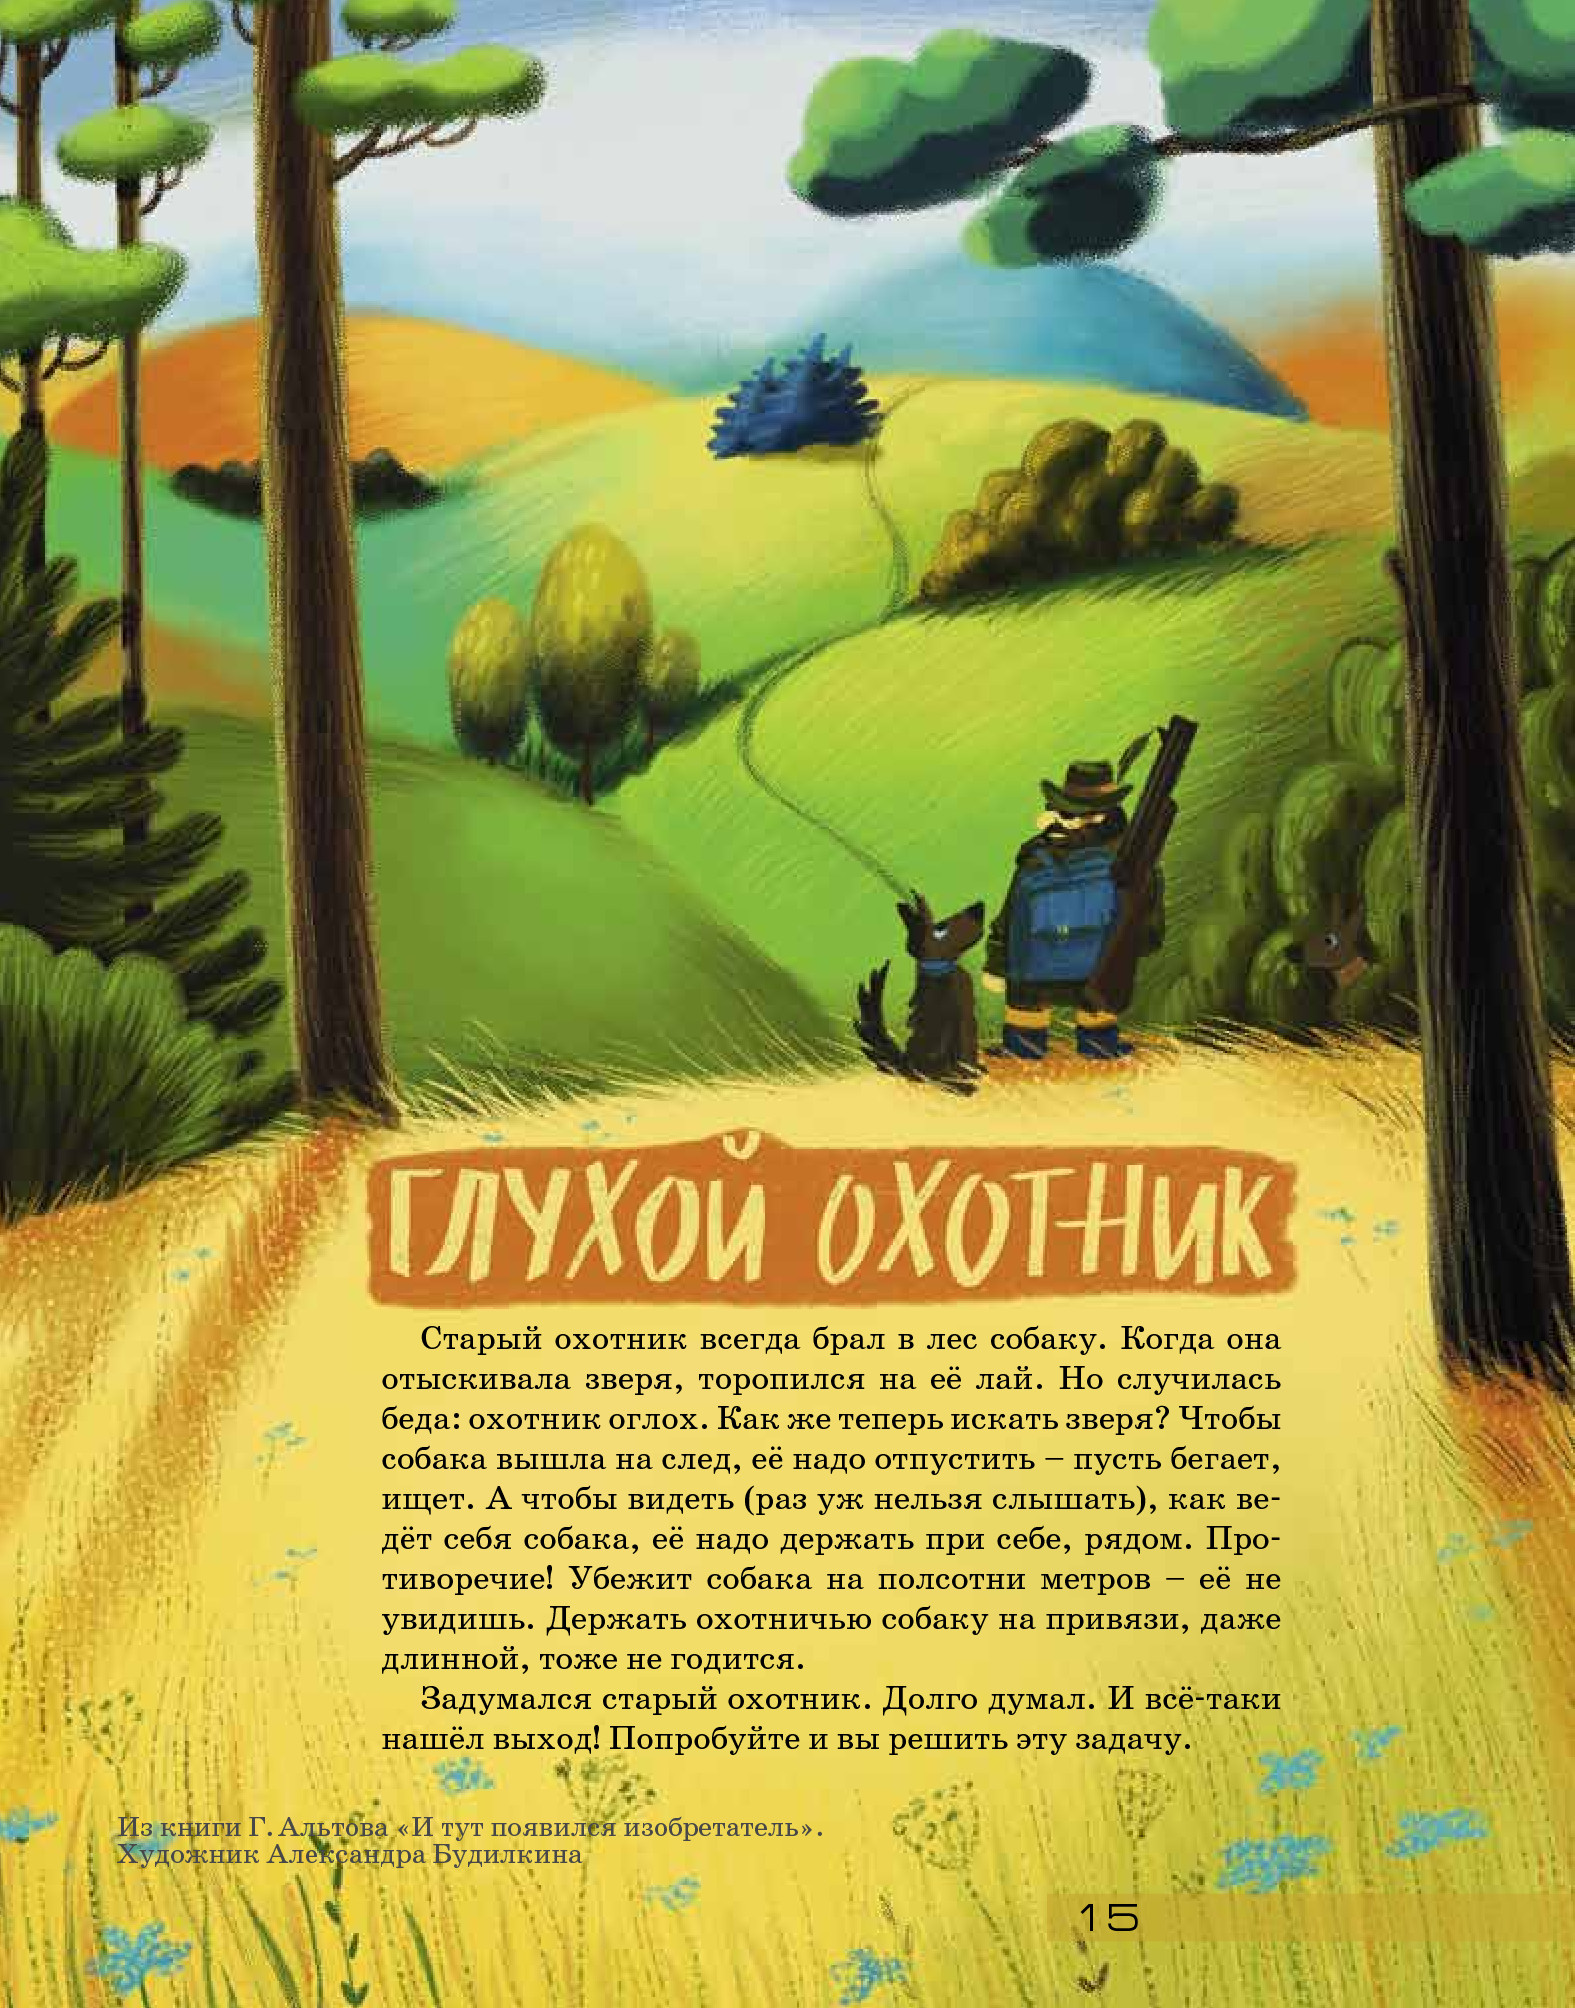 ГЛУХОЙ ОХОТНИК
Старый охотник всегда брал в лес собаку. Когда она
отыскивала зверя, торопился на её лай. Но случилась
беда: охотник оглох. Как же теперь искать зверя? Чтобы
собака вышла на след, её надо отпустить – пусть бегает,
ищет. А чтобы видеть (раз уж нельзя слышать), как ве-
дёт себя собака, её надо держать при себе, рядом. Про-
тиворечие! Убежит собака на полсотни метров – её не
увидишь. Держать охотничью собаку на привязи, даже
длинной, тоже не годится.
Задумался старый охотник. Долго думал. И всё-таки
нашёл выход! Попробуйте и вы решить эту задачу.
Из книги Г. Альтова «И тут появился изобретатель».
Художник Александра Будилкина
15